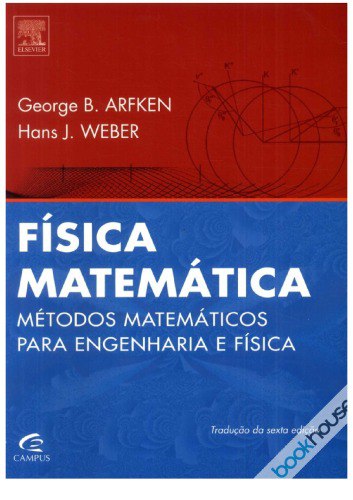 ELSEVIER
George B. ARFKEN
Hans J. WEBER
FÍSICA
MATEMÁTICA
MÉTODOS MATEMÁTICOS
PARA ENGENHARIA E FÍSICA
Tradução da sexta edição
CAMPUS
bookhouse